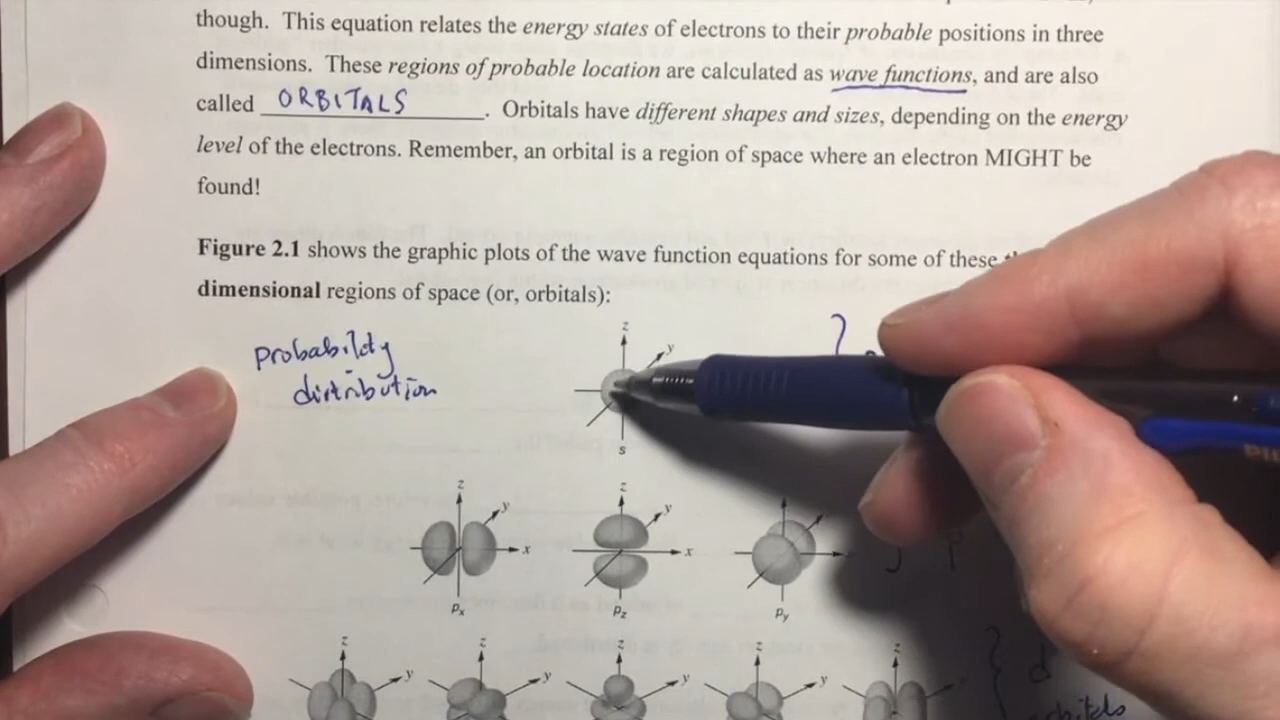 though. This equation relates the energy states of electrons to their probable positions in three
dimensions. These regions of probable location are calculated as wave functions, and are also
called ORBITALS. Orbitals have different shapes and sizes, depending on the energy
level of the electrons. Remember, an orbital is a region of space where an electron MIGHT be
found!
Figure 2.1 shows the graphic plots of the wave function equations for some of these
dimensional regions of space (or, orbitals):
probability
distribution
z
y
s
z
y
x
Px
z
y
x
Pz
Py
p
z
y
z
y
z
y
z
y
z
d